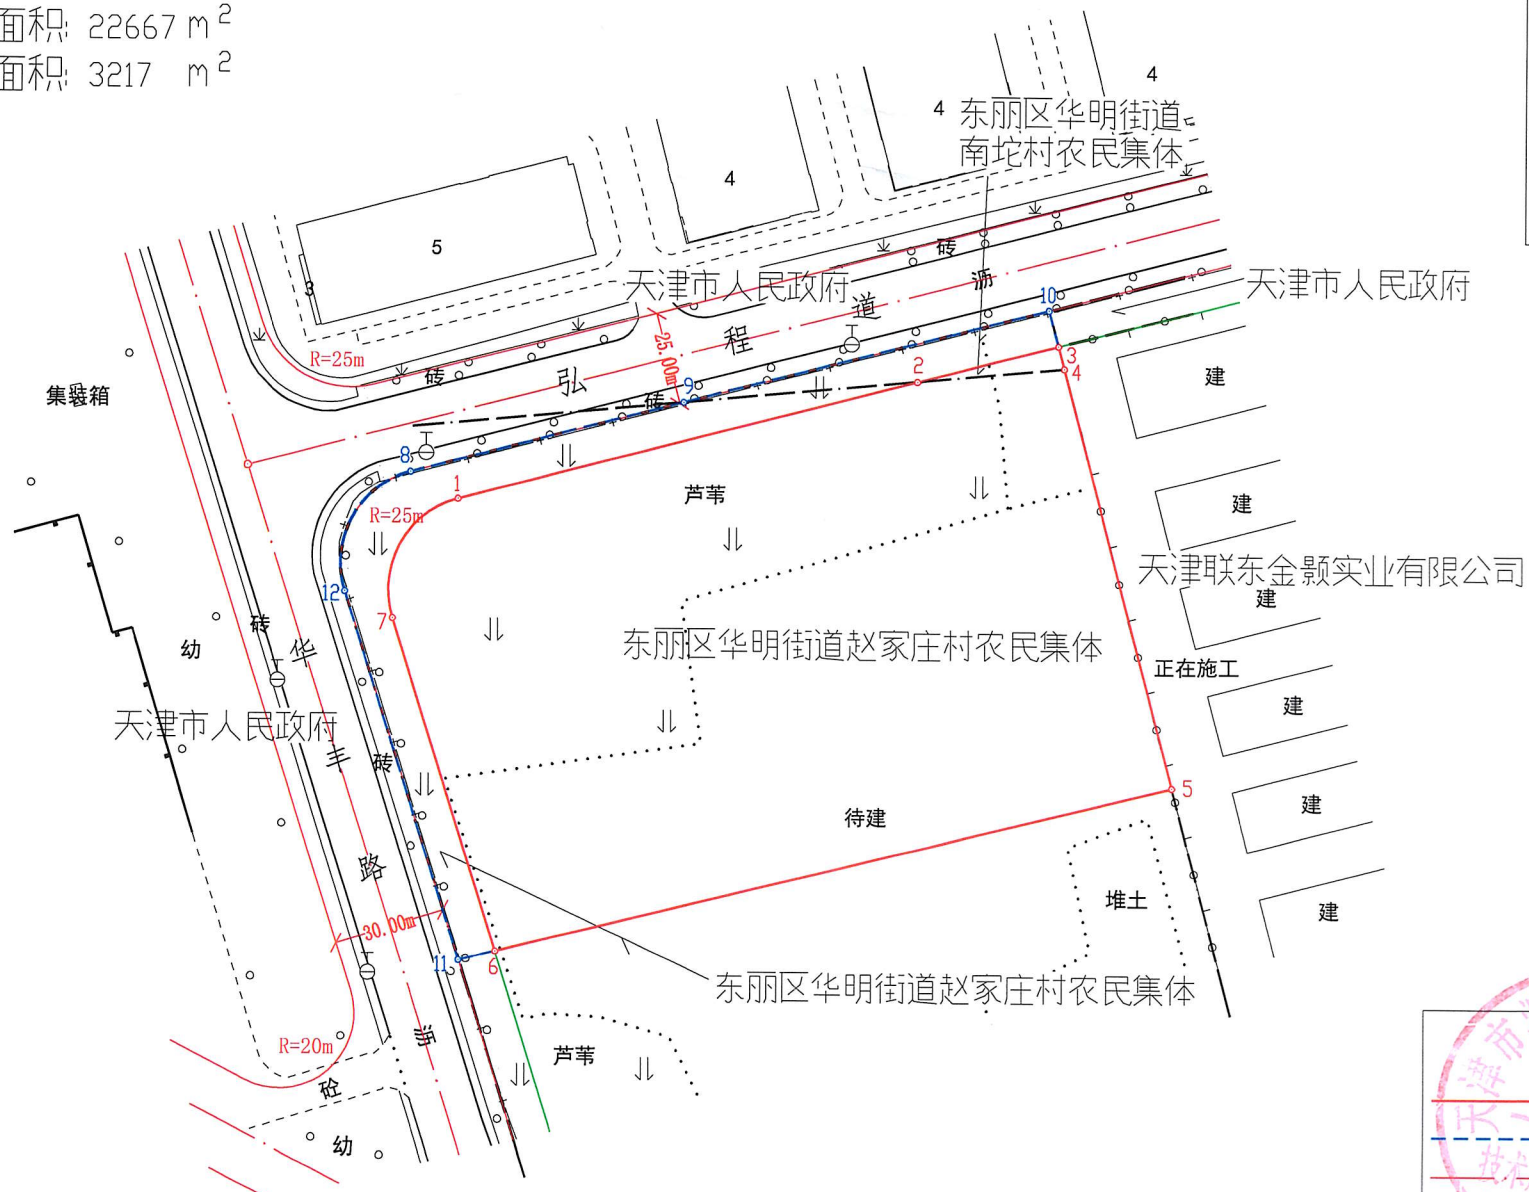 面积: 22667 m²
面积: 3217 m²
4
4
东丽区华明街道
南坨村农民集体
4
5
3
砖
沥
天津市人民政府
道
10
天津市人民政府
25.00m
程
R=25m
2
3
4
建
砖
弘
9
砖
集装箱
8
1
芦苇
建
R=25m
天津联东金颢实业有限公司
12
建
7
砖
华
幼
东丽区华明街道赵家庄村农民集体
正在施工
建
天津市人民政府
丰
砖
5
待建
建
路
堆土
建
30.00m
11
6
东丽区华明街道赵家庄村农民集体
沥
R=20m
芦苇
砼
幼
天津市
技术